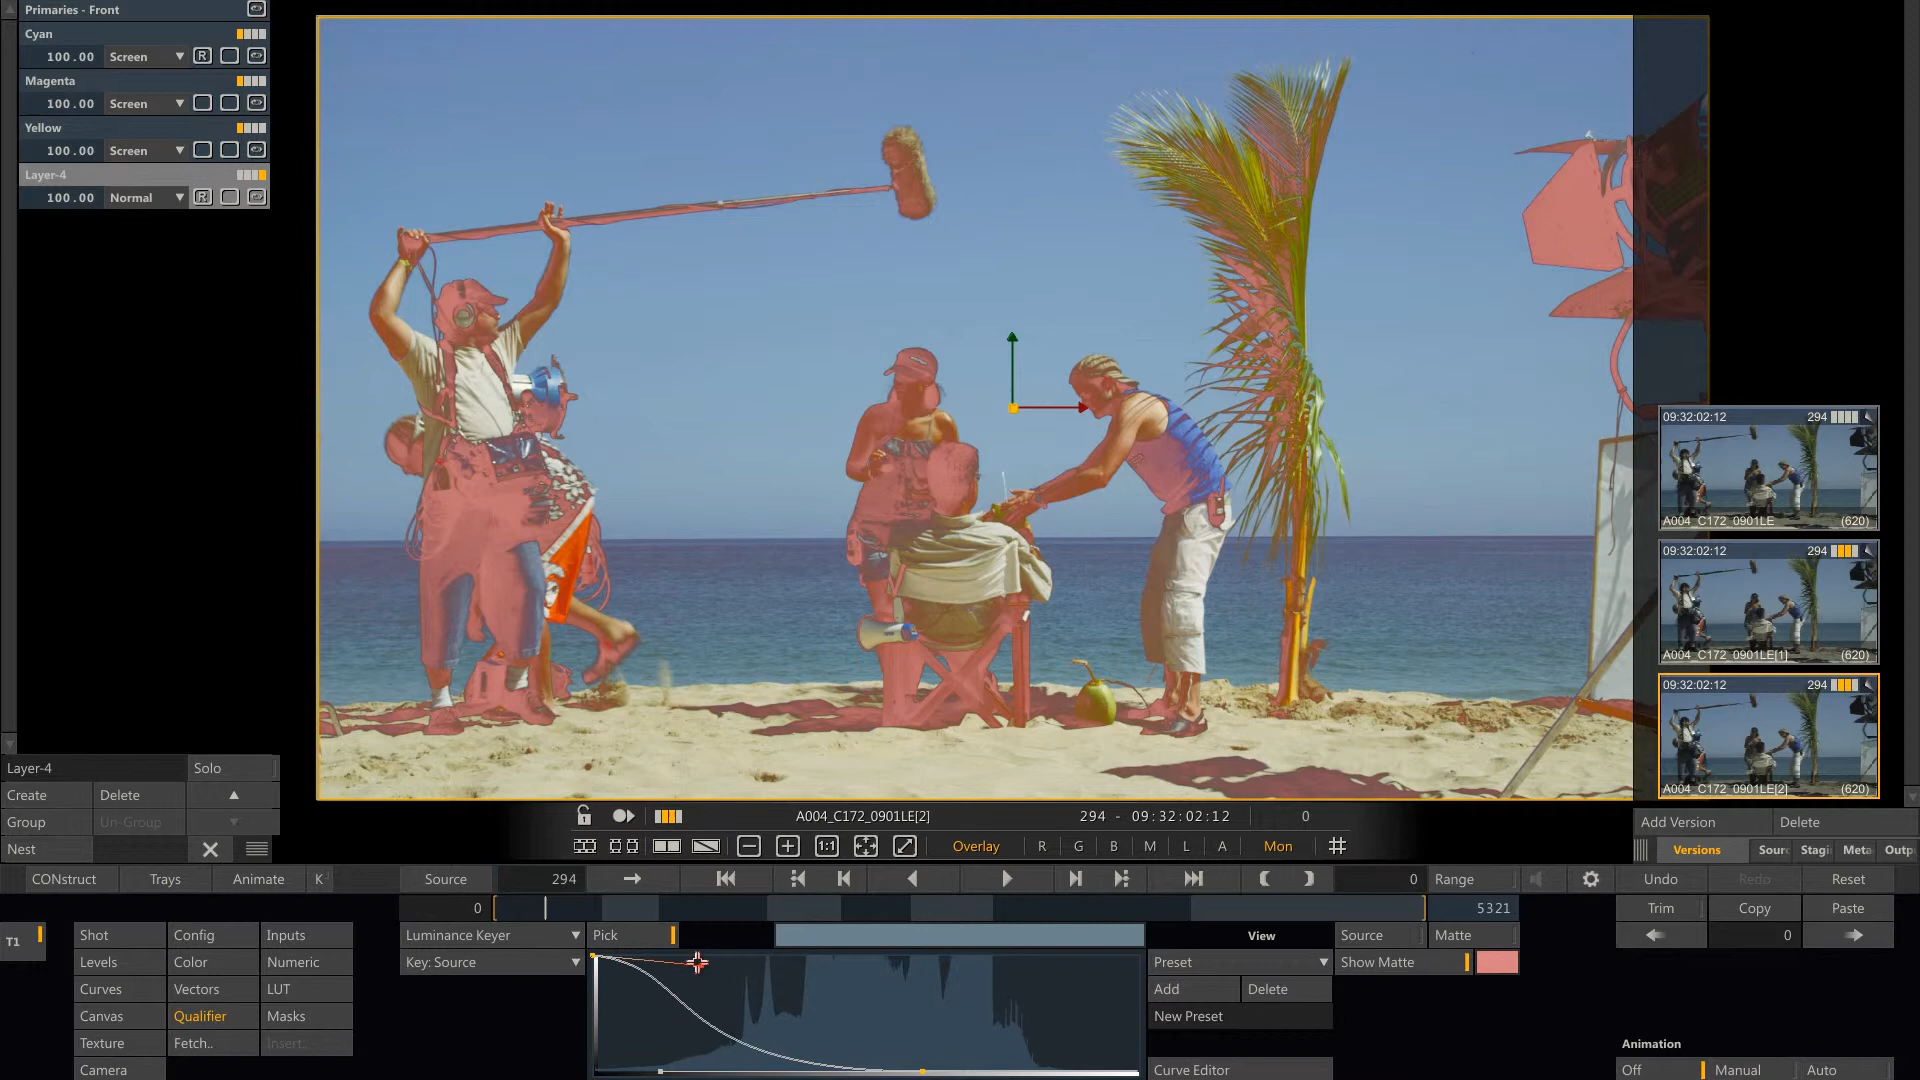 Primaries - Front
Cyan
100.00 Screen R
Magenta
100.00 Screen
Yellow
100.00 Screen
Layer-4
100.00 Normal R
09:32:02:12 294
A004_C172_0901LE (620)
09:32:02:12 294
A004_C172_0901LE[1] (620)
09:32:02:12 294
A004_C172_0901LE[2] (620)
Layer-4 Solo
Create Delete
Group Un-Group
Nest
A004_C172_0901LE[2] 294 - 09:32:02:12 0
1:1 Overlay R G B M L A Mon
Add Version Delete
Versions Sour Stagi Meta Outp
CONstruct Trays Animate K
Source 294 0 Range
Undo Redo Reset
0 5321
Trim Copy Paste
0
T1
Shot Config Inputs
Levels Color Numeric
Curves Vectors LUT
Canvas Qualifier Masks
Texture Fetch.. Insert..
Camera
Luminance Keyer Pick
Key: Source
View Source Matte
Preset Show Matte
Add Delete
New Preset
Curve Editor
Animation
Off Manual Auto